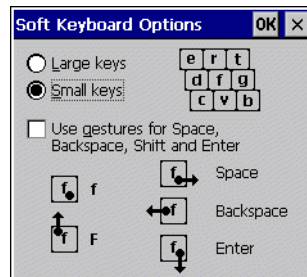 Soft Keyboard Options OK ×
Large keys
Small keys
e r t
d f g
c v b
Use gestures for Space,
Backspace, Shift and Enter
f f
f Space
f F
f Backspace
f Enter